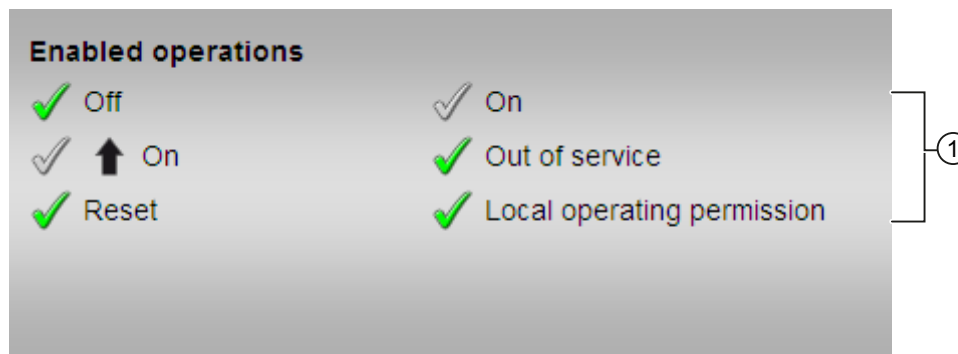 Enabled operations
Off On
On Out of service
Reset Local operating permission
1